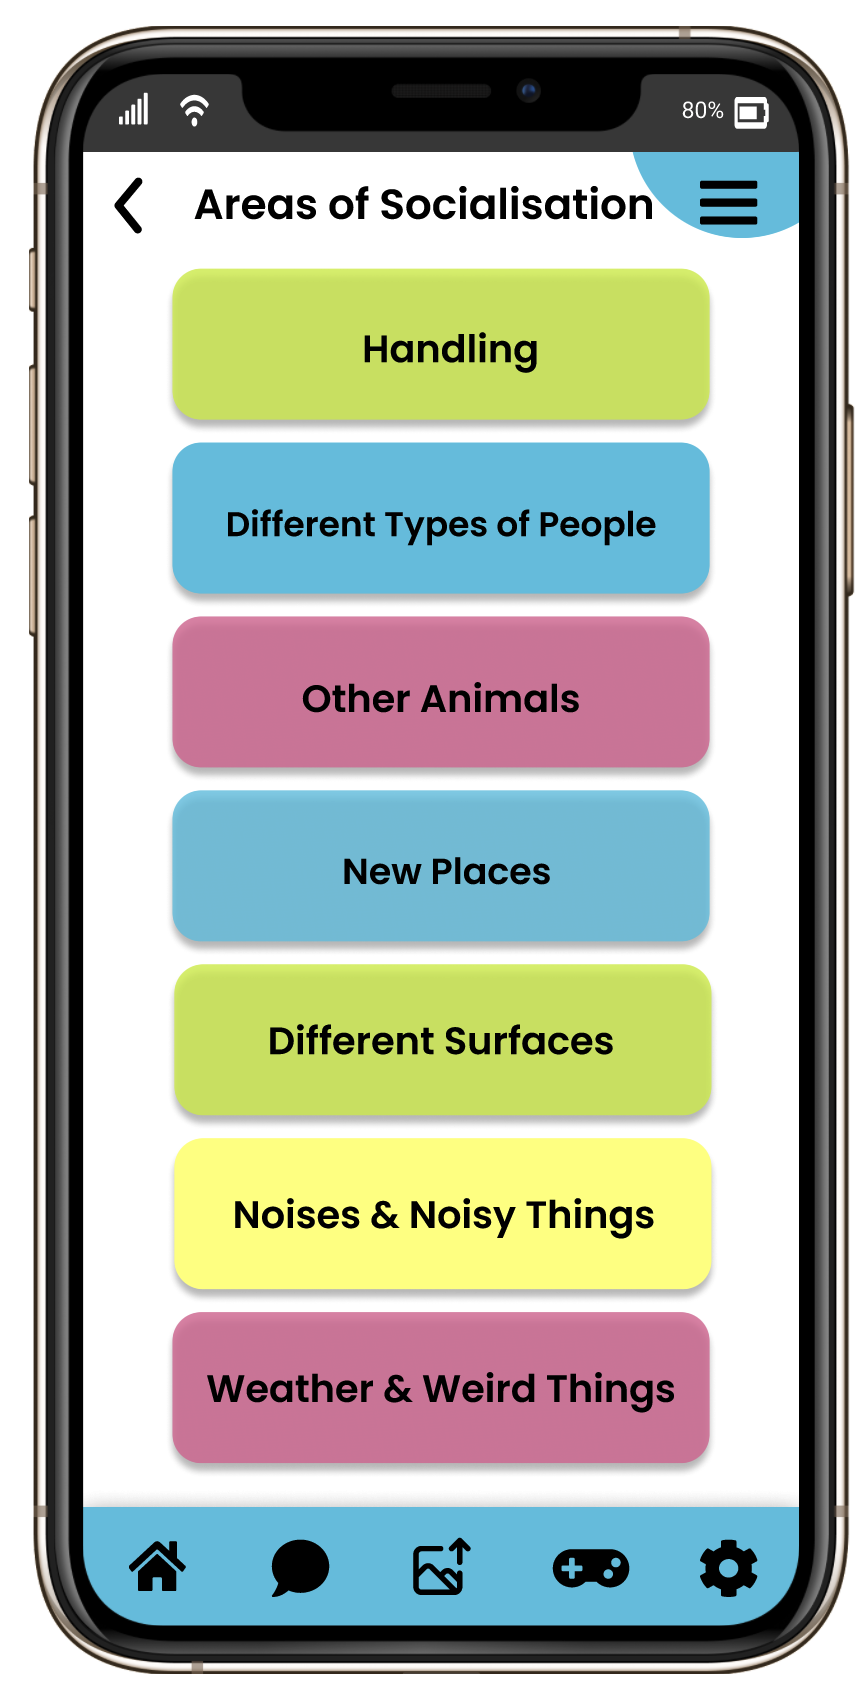 80%
Areas of Socialisation
Handling
Different Types of People
Other Animals
New Places
Different Surfaces
Noises & Noisy Things
Weather & Weird Things